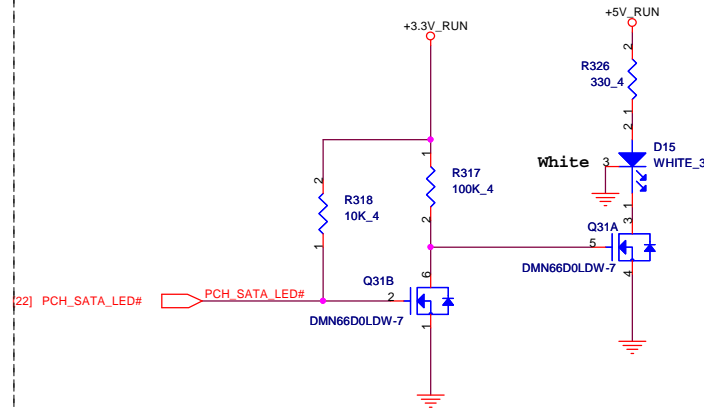 +3.3V_RUN
+5V_RUN
2
R326
330_4
1
2
D15
White
3
WHITE_3
1
2
R318
10K_4
1
1
R317
100K_4
2
3
Q31A
5
DMN66D0LDW-7
4
6
Q31B
22] PCH_SATA_LED#
PCH_SATA_LED#
2
DMN66D0LDW-7
1